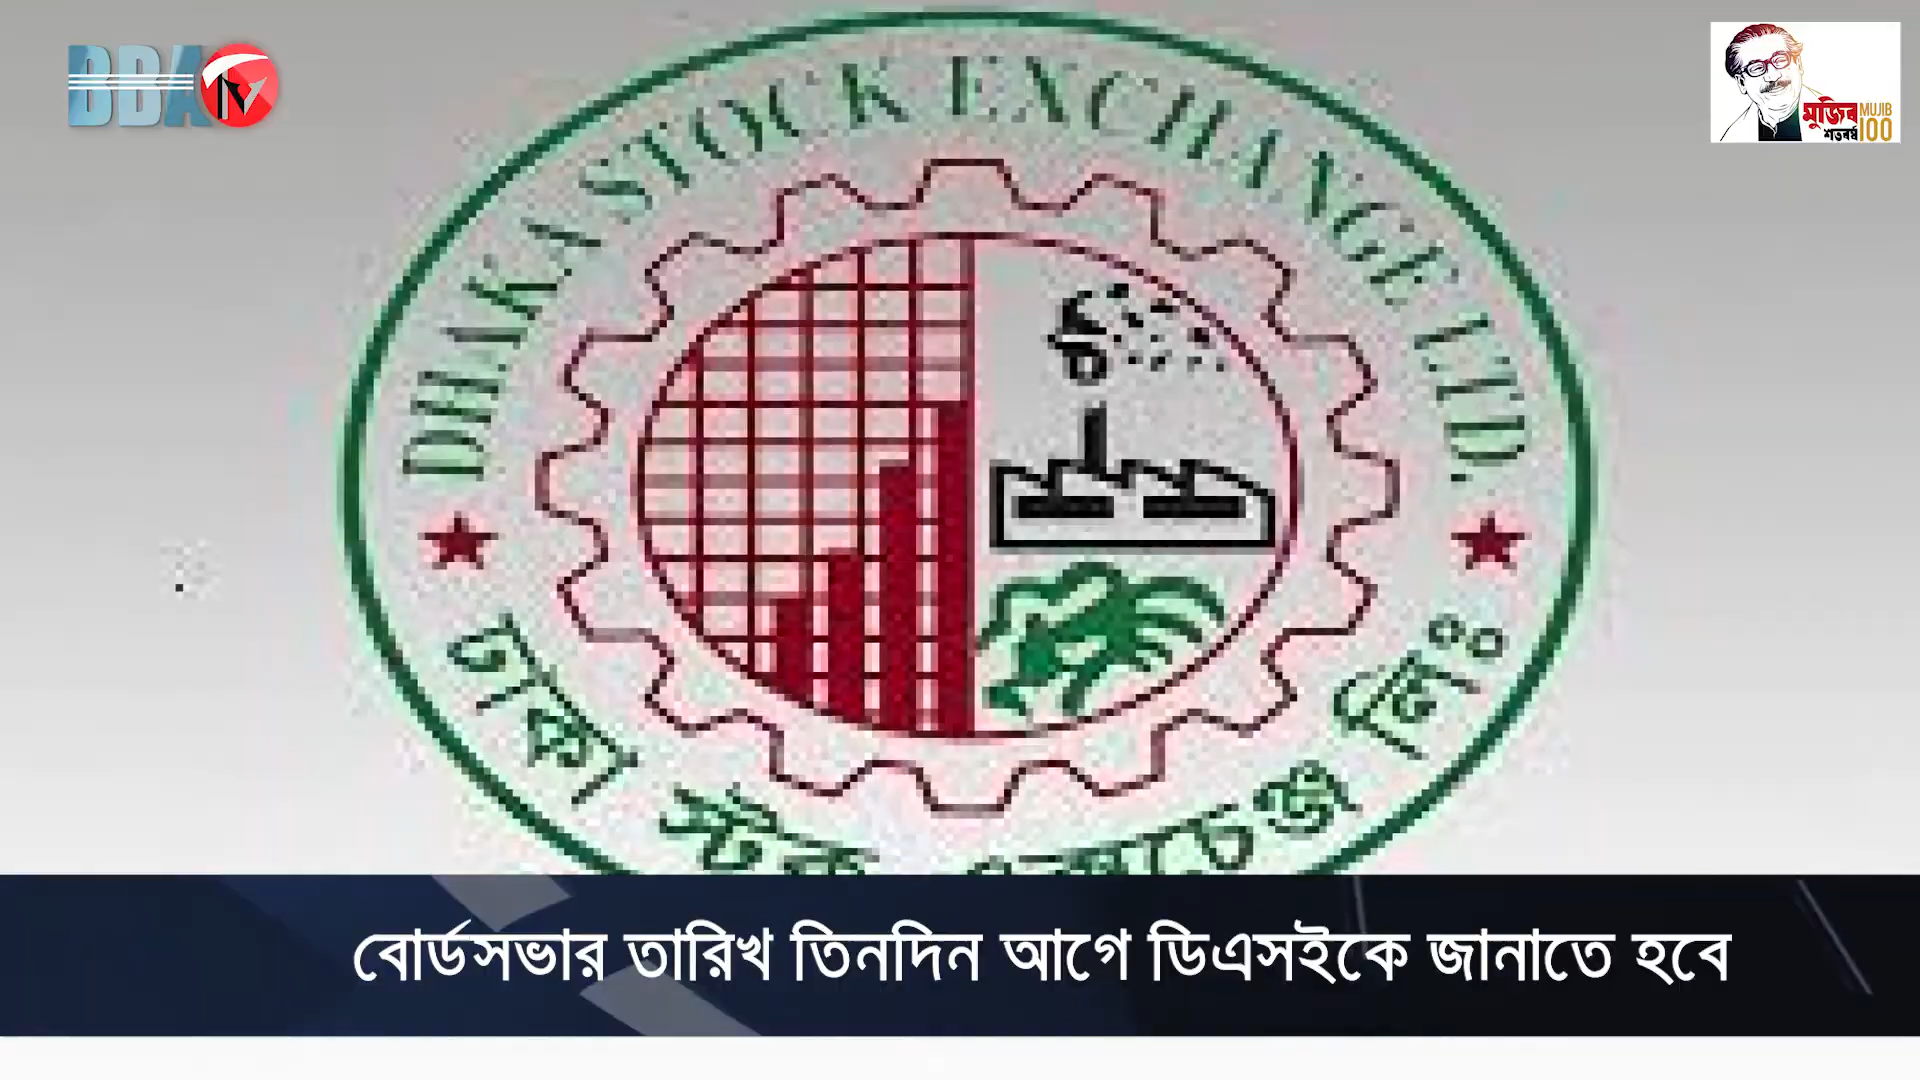 BBA TV
মুজিব MUJIB
শতবর্ষ 100
DHAKA STOCK EXCHANGE LTD.
ঢাকা স্টক এক্সচেঞ্জ লিঃ
বোর্ডসভার তারিখ তিনদিন আগে ডিএসইকে জানাতে হবে